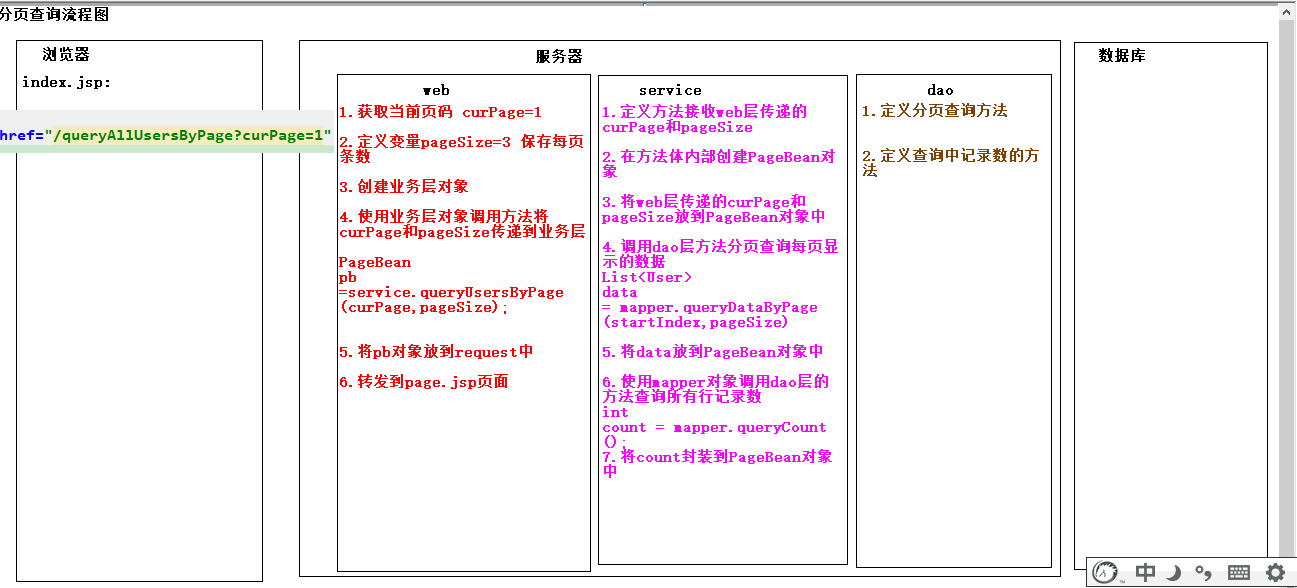 分页查询流程图
浏览器
index.jsp:
href="/queryAllUsersByPage?curPage=1"
服务器
web
1.获取当前页码 curPage=1
2.定义变量pageSize=3 保存每页
条数
3.创建业务层对象
4.使用业务层对象调用方法将
curPage和pageSize传递到业务层
PageBean
pb
=service.queryUsersByPage
(curPage,pageSize);
5.将pb对象放到request中
6.转发到page.jsp页面
service
1.定义方法接收web层传递的
curPage和pageSize
2.在方法体内部创建PageBean对
象
3.将web层传递的curPage和
pageSize放到PageBean对象中
4.调用dao层方法分页查询每页显
示的数据
List<User>
data
= mapper.queryDataByPage
(startIndex,pageSize)
5.将data放到PageBean对象中
6.使用mapper对象调用dao层的
方法查询所有行记录数
int
count = mapper.queryCount
();
7.将count封装到PageBean对象
中
dao
1.定义分页查询方法
2.定义查询中记录数的方
法
数据库
中